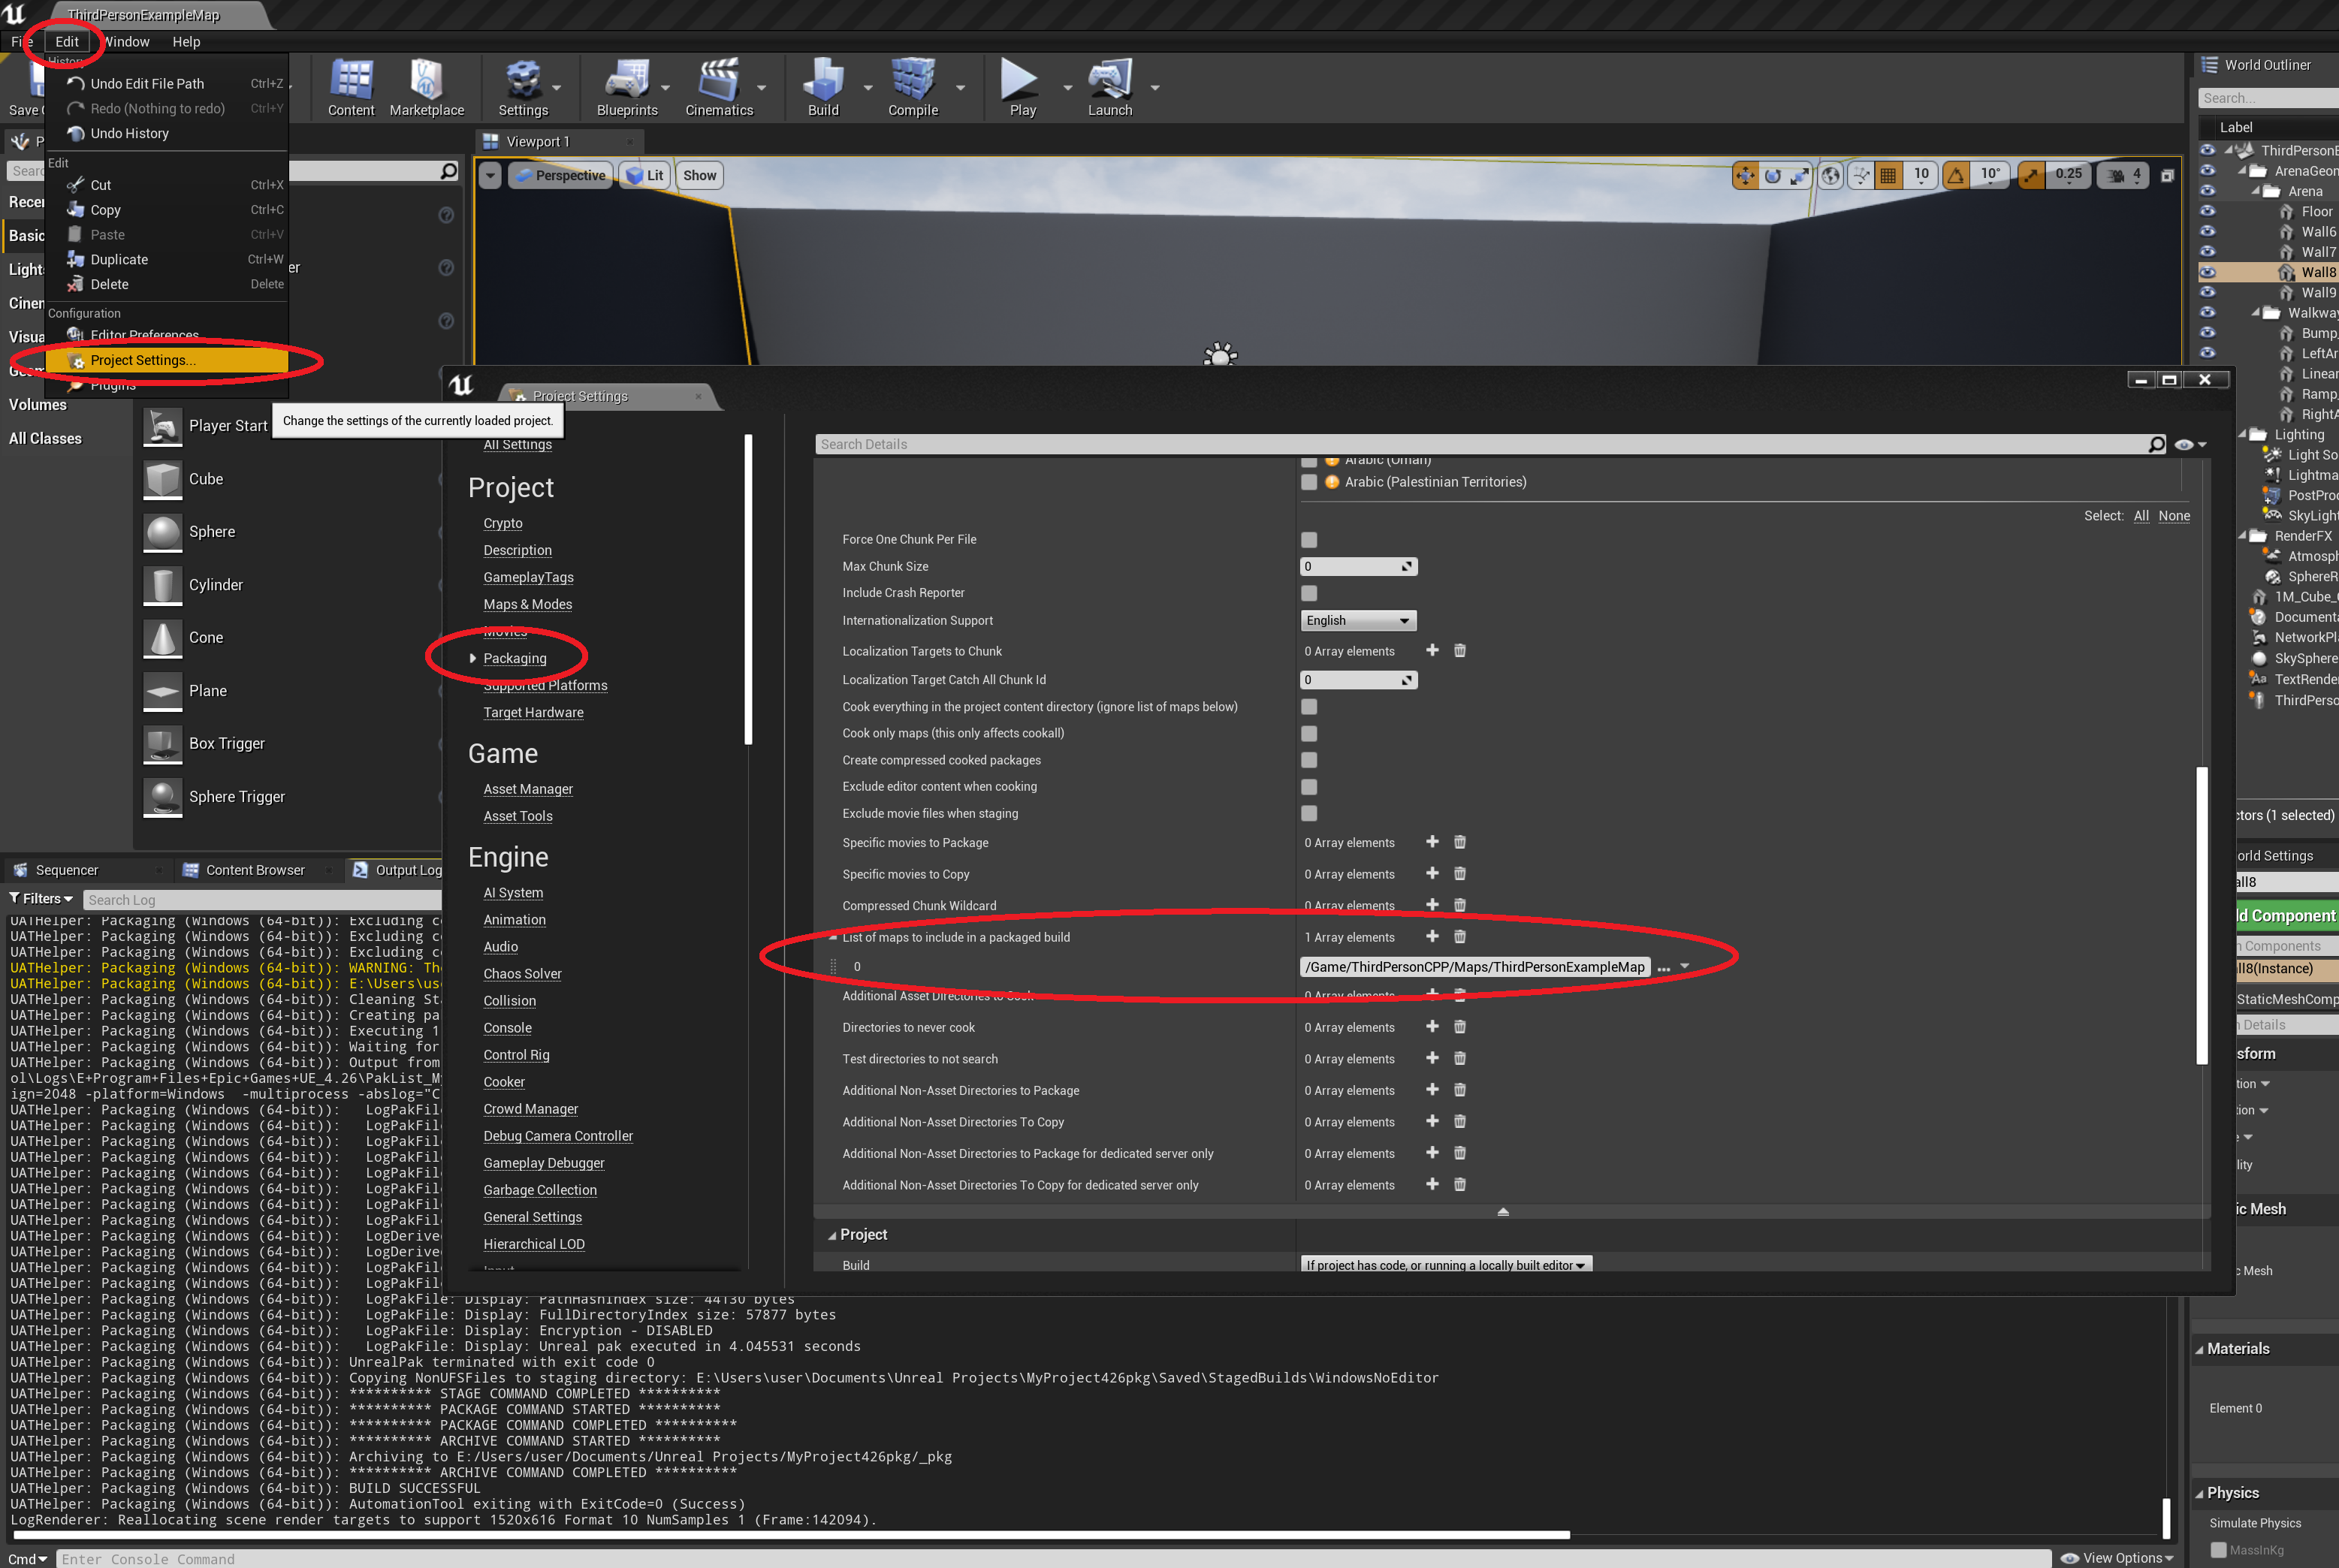 ThirdPersonExampleMap
File Edit Window Help
History
Undo Edit File Path Ctrl+Z
Redo (Nothing to redo) Ctrl+Y
Undo History
Edit
Cut Ctrl+X
Copy Ctrl+C
Paste Ctrl+V
Duplicate Ctrl+W
Delete Delete
Configuration
Editor Preferences
Project Settings...
Plugins
Change the settings of the currently loaded project.
Save
Content
Marketplace
Settings
Blueprints
Cinematics
Build
Compile
Play
Launch
Viewport 1
Perspective Lit Show
10 10° 0.25 4
Volumes
All Classes
Player Start
Cube
Sphere
Cylinder
Cone
Plane
Box Trigger
Sphere Trigger
World Outliner
Search...
Label
ThirdPersonE
ArenaGeom
Arena
Floor
Wall6
Wall7
Wall8
Wall9
Walkway
Bump_
LeftAr
Linear
Ramp_
RightA
Lighting
Light So
Lightma
PostProc
SkyLight
RenderFX
Atmosph
SphereR
1M_Cube_
Documenta
NetworkPla
SkySphere
TextRende
ThirdPerso
ctors (1 selected)
orld Settings
all8
d Component
n Components
ll8(Instance)
StaticMeshComp
h Details
sform
tion
lity
ic Mesh
c Mesh
Materials
Element 0
Physics
Simulate Physics
MassInKg
Project Settings
All Settings
Project
Crypto
Description
GameplayTags
Maps & Modes
Movies
Packaging
Supported Platforms
Target Hardware
Game
Asset Manager
Asset Tools
Engine
AI System
Animation
Audio
Chaos Solver
Collision
Console
Control Rig
Cooker
Crowd Manager
Debug Camera Controller
Gameplay Debugger
Garbage Collection
General Settings
Hierarchical LOD
Input
Search Details
Arabic (Oman)
Arabic (Palestinian Territories)
Select: All None
Force One Chunk Per File
Max Chunk Size 0
Include Crash Reporter
Internationalization Support English
Localization Targets to Chunk 0 Array elements
Localization Target Catch All Chunk Id 0
Cook everything in the project content directory (ignore list of maps below)
Cook only maps (this only affects cookall)
Create compressed cooked packages
Exclude editor content when cooking
Exclude movie files when staging
Specific movies to Package 0 Array elements
Specific movies to Copy 0 Array elements
Compressed Chunk Wildcard 0 Array elements
List of maps to include in a packaged build 1 Array elements
0 /Game/ThirdPersonCPP/Maps/ThirdPersonExampleMap ...
Additional Asset Directories to Cook 0 Array elements
Directories to never cook 0 Array elements
Test directories to not search 0 Array elements
Additional Non-Asset Directories to Package 0 Array elements
Additional Non-Asset Directories To Copy 0 Array elements
Additional Non-Asset Directories to Package for dedicated server only 0 Array elements
Additional Non-Asset Directories To Copy for dedicated server only 0 Array elements
Project
Build If project has code, or running a locally built editor
Sequencer Content Browser Output Log
Filters Search Log
UATHelper: Packaging (Windows (64-bit)): Excluding c
UATHelper: Packaging (Windows (64-bit)): Excluding c
UATHelper: Packaging (Windows (64-bit)): Excluding c
UATHelper: Packaging (Windows (64-bit)): WARNING: Th
UATHelper: Packaging (Windows (64-bit)): E:\Users\us
UATHelper: Packaging (Windows (64-bit)): Cleaning St
UATHelper: Packaging (Windows (64-bit)): Creating pa
UATHelper: Packaging (Windows (64-bit)): Executing 1
UATHelper: Packaging (Windows (64-bit)): Waiting for
UATHelper: Packaging (Windows (64-bit)): Output from
ol\Logs\E+Program+Files+Epic+Games+UE_4.26\PakList_M
ign=2048 -platform=Windows -multiprocess -abslog="C
UATHelper: Packaging (Windows (64-bit)): LogPakFil
UATHelper: Packaging (Windows (64-bit)): LogPakFil
UATHelper: Packaging (Windows (64-bit)): LogPakFil
UATHelper: Packaging (Windows (64-bit)): LogPakFil
UATHelper: Packaging (Windows (64-bit)): LogPakFil
UATHelper: Packaging (Windows (64-bit)): LogPakFil
UATHelper: Packaging (Windows (64-bit)): LogPakFil
UATHelper: Packaging (Windows (64-bit)): LogPakFil
UATHelper: Packaging (Windows (64-bit)): LogDerive
UATHelper: Packaging (Windows (64-bit)): LogDerive
UATHelper: Packaging (Windows (64-bit)): LogPakFil
UATHelper: Packaging (Windows (64-bit)): LogPakFil
UATHelper: Packaging (Windows (64-bit)): LogPakFile: Display: PathHashIndex size: 44130 bytes
UATHelper: Packaging (Windows (64-bit)): LogPakFile: Display: FullDirectoryIndex size: 57877 bytes
UATHelper: Packaging (Windows (64-bit)): LogPakFile: Display: Encryption - DISABLED
UATHelper: Packaging (Windows (64-bit)): LogPakFile: Display: Unreal pak executed in 4.045531 seconds
UATHelper: Packaging (Windows (64-bit)): UnrealPak terminated with exit code 0
UATHelper: Packaging (Windows (64-bit)): Copying NonUFSFiles to staging directory: E:\Users\user\Documents\Unreal Projects\MyProject426pkg\Saved\StagedBuilds\WindowsNoEditor
UATHelper: Packaging (Windows (64-bit)): ********** STAGE COMMAND COMPLETED **********
UATHelper: Packaging (Windows (64-bit)): ********** PACKAGE COMMAND STARTED **********
UATHelper: Packaging (Windows (64-bit)): ********** PACKAGE COMMAND COMPLETED **********
UATHelper: Packaging (Windows (64-bit)): ********** ARCHIVE COMMAND STARTED **********
UATHelper: Packaging (Windows (64-bit)): Archiving to E:/Users/user/Documents/Unreal Projects/MyProject426pkg/_pkg
UATHelper: Packaging (Windows (64-bit)): ********** ARCHIVE COMMAND COMPLETED **********
UATHelper: Packaging (Windows (64-bit)): BUILD SUCCESSFUL
UATHelper: Packaging (Windows (64-bit)): AutomationTool exiting with ExitCode=0 (Success)
LogRenderer: Reallocating scene render targets to support 1520x616 Format 10 NumSamples 1 (Frame:142094).
Cmd Enter Console Command
View Options